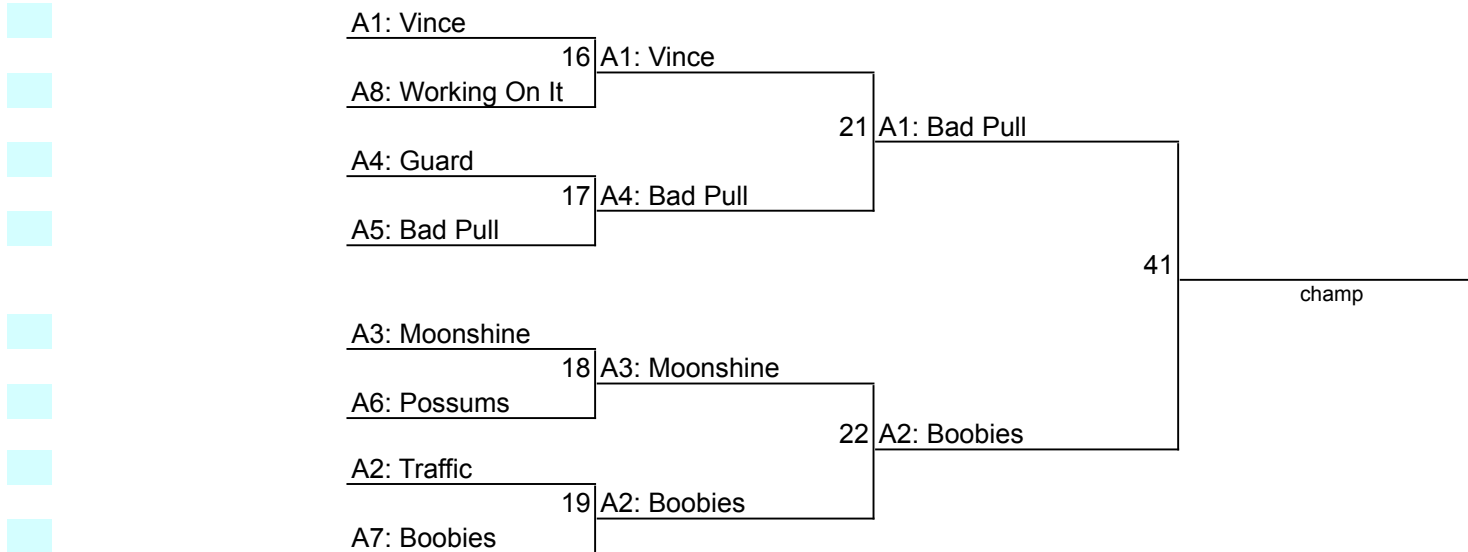 A1: Vince
16 A1: Vince
A8: Working On It
21 A1: Bad Pull
A4: Guard
17 A4: Bad Pull
A5: Bad Pull
41
champ
A3: Moonshine
18 A3: Moonshine
A6: Possums
22 A2: Boobies
A2: Traffic
19 A2: Boobies
A7: Boobies